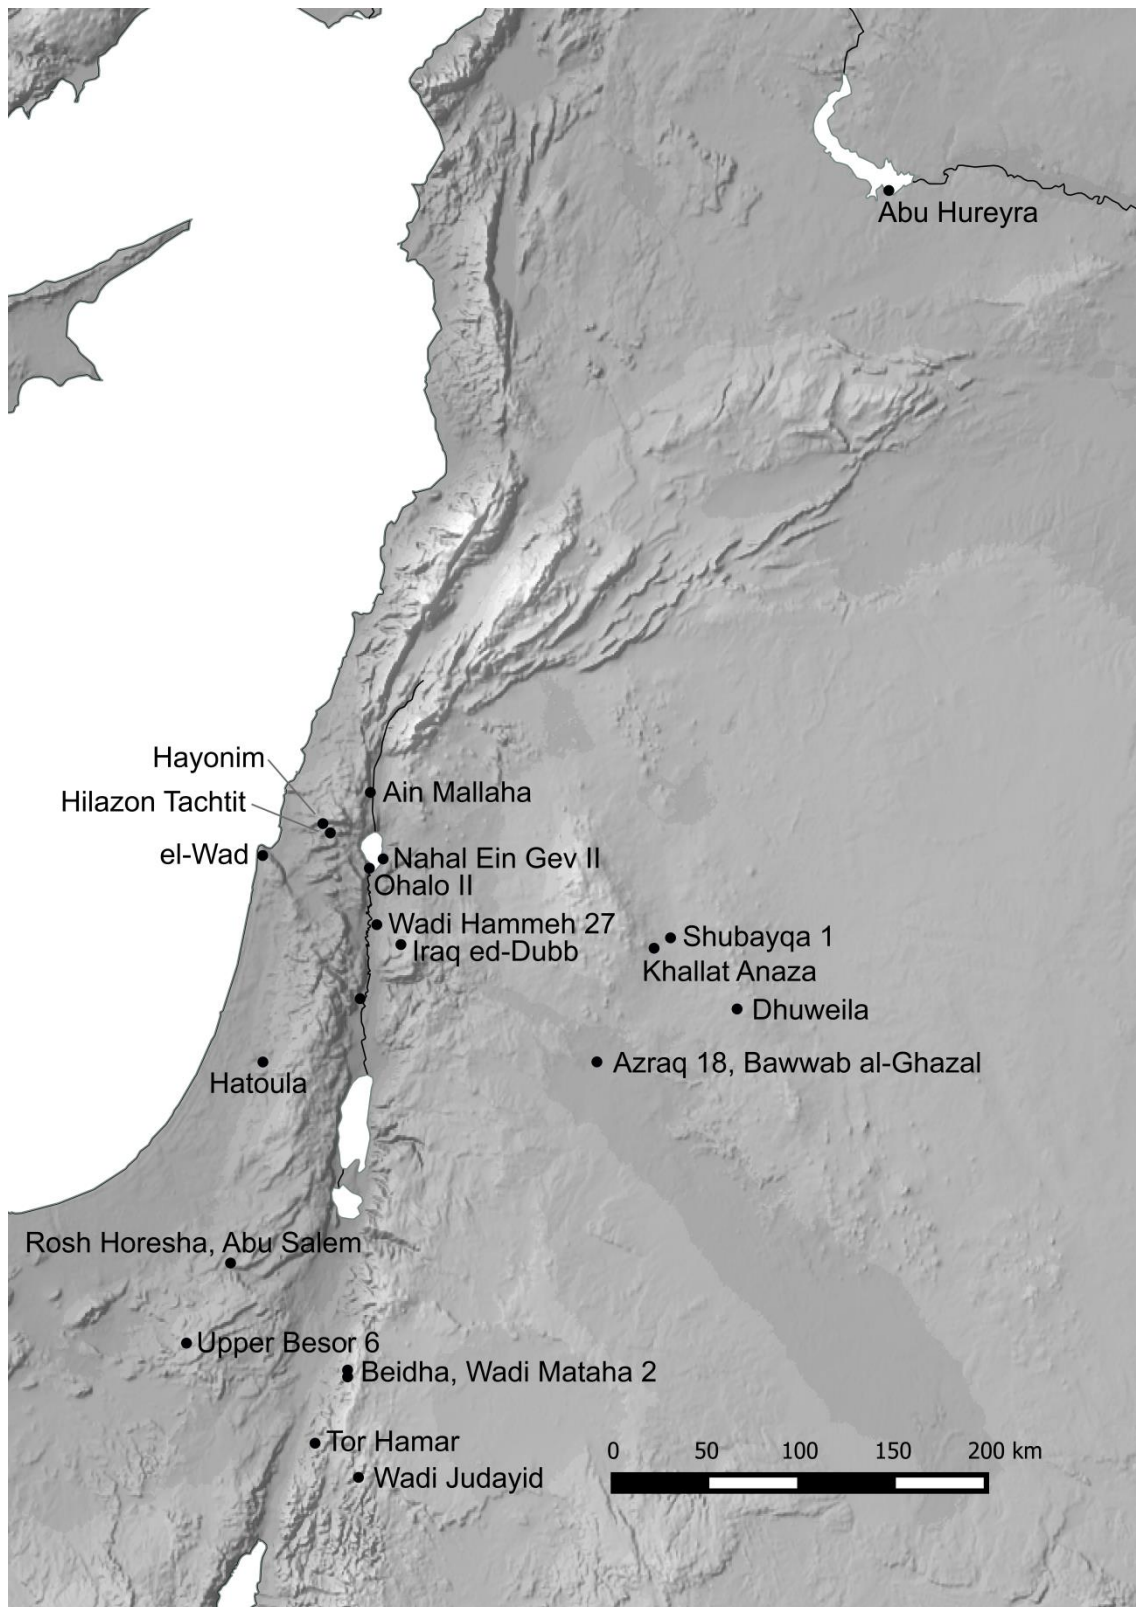 Abu Hureyra
Hayonim
Ain Mallaha
Hilazon Tachtit
el-Wad
Nahal Ein Gev II
Ohalo II
Wadi Hammeh 27
Iraq ed-Dubb
Shubayqa 1
Khallat Anaza
Dhuweila
Azraq 18, Bawwab al-Ghazal
Hatoula
Rosh Horesha, Abu Salem
Upper Besor 6
Beidha, Wadi Mataha 2
Tor Hamar
0 50 100 150 200 km
Wadi Judayid